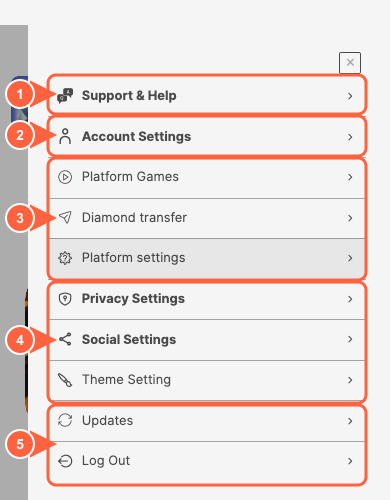 1 Support & Help
2 Account Settings
Platform Games
3 Diamond transfer
Platform settings
Privacy Settings
4 Social Settings
Theme Setting
Updates
5
Log Out